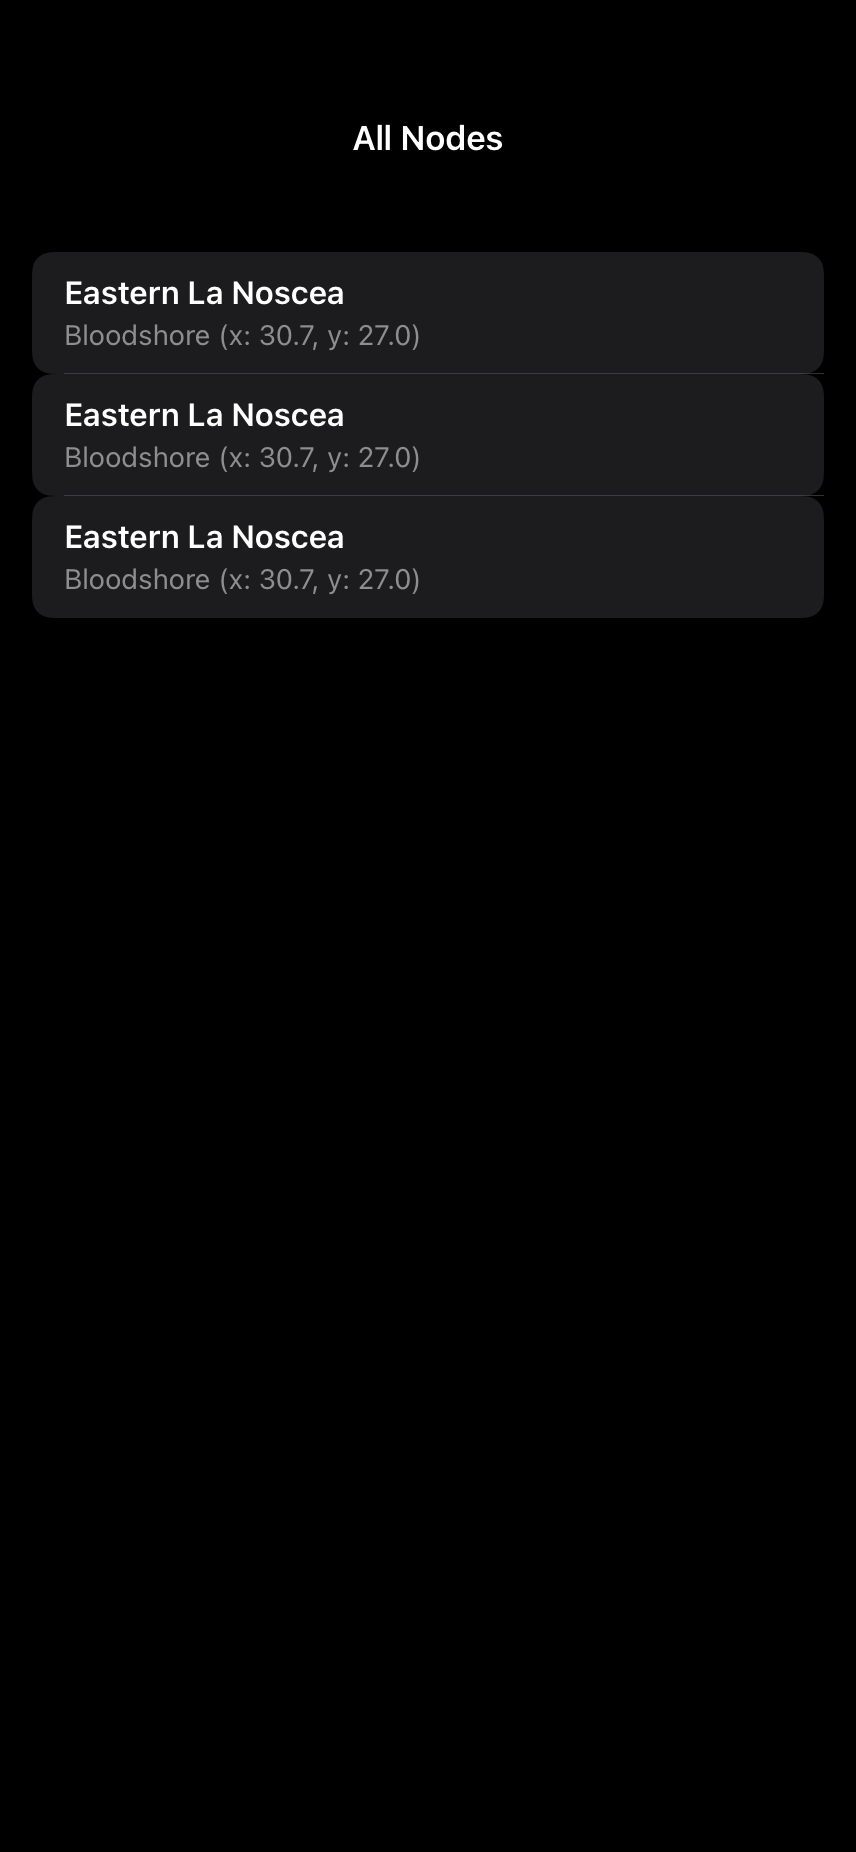 All Nodes
Eastern La Noscea
Bloodshore (x: 30.7, y: 27.0)
Eastern La Noscea
Bloodshore (x: 30.7, y: 27.0)
Eastern La Noscea
Bloodshore (x: 30.7, y: 27.0)